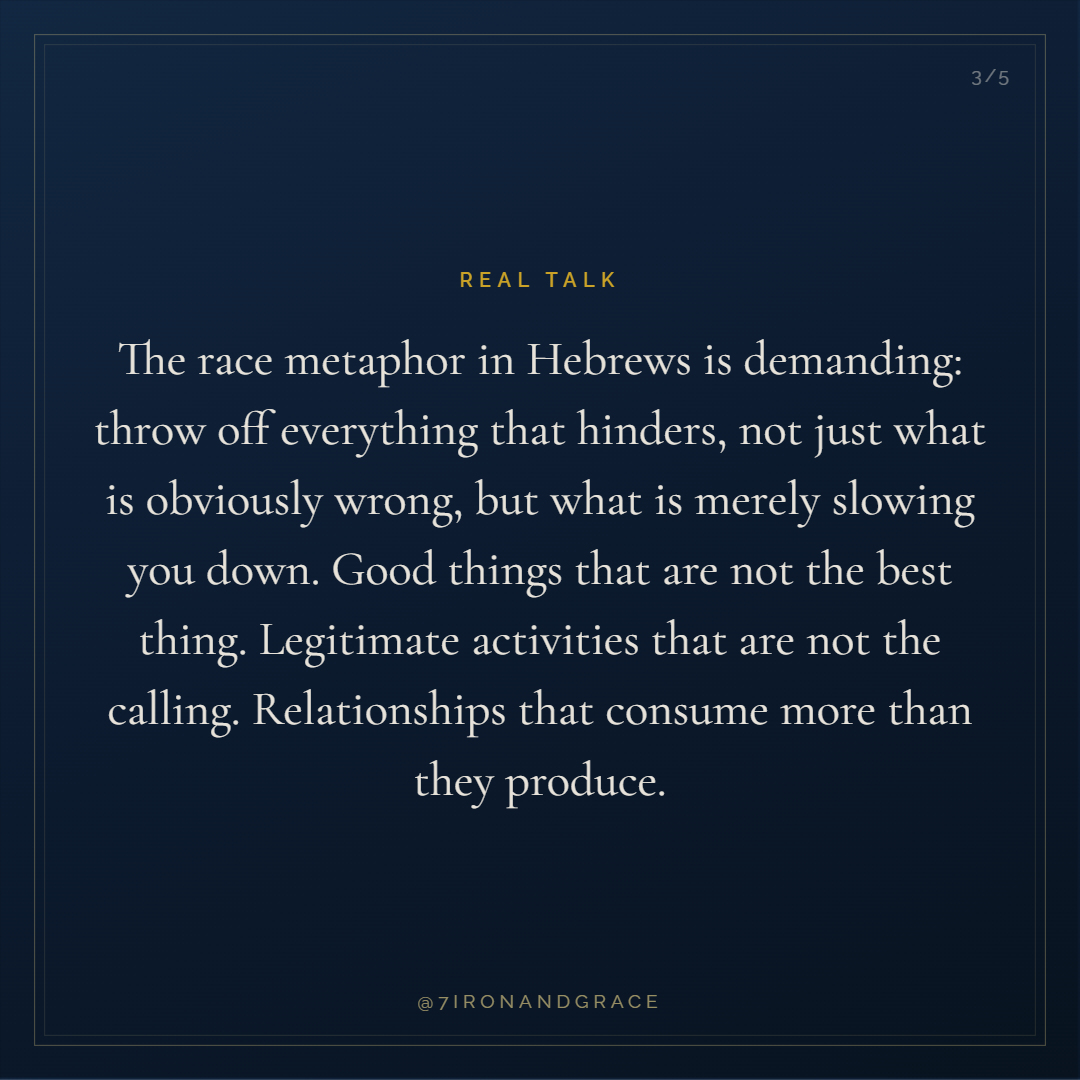 3/5
REAL TALK
The race metaphor in Hebrews is demanding:
throw off everything that hinders, not just what
is obviously wrong, but what is merely slowing
you down. Good things that are not the best
thing. Legitimate activities that are not the
calling. Relationships that consume more than
they produce.
@7IRONANDGRACE